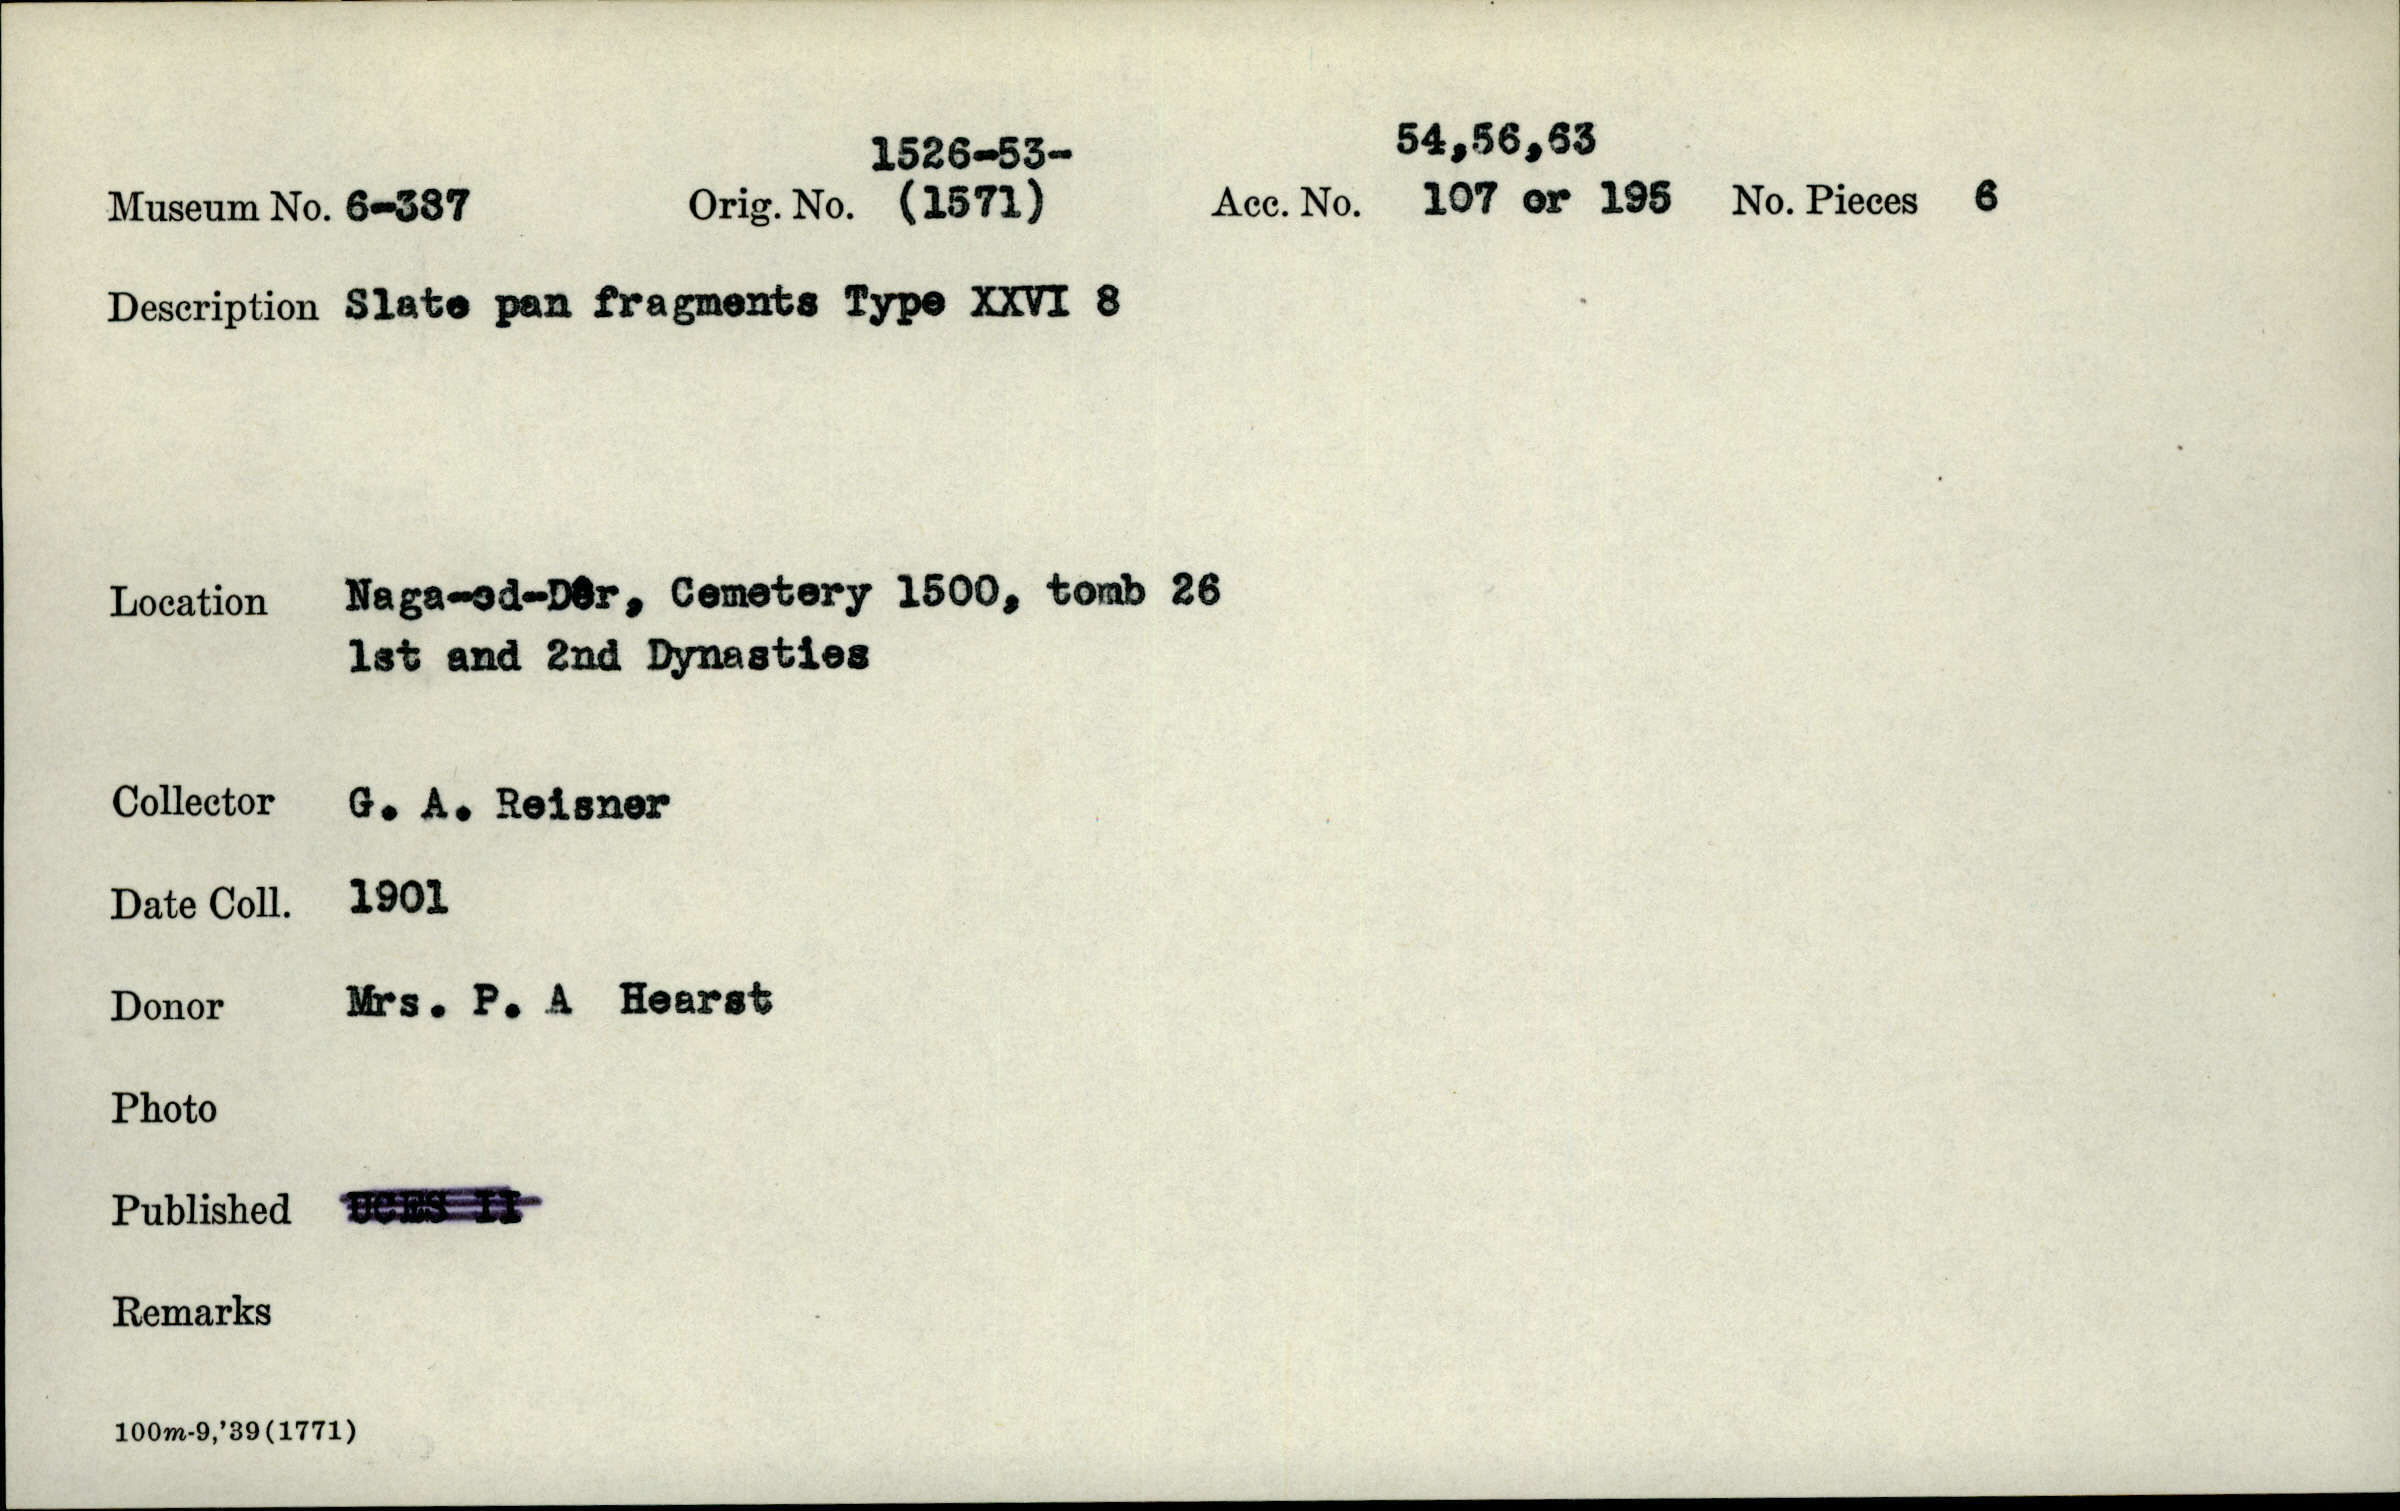 1526-53-
54,56,63
Museum No. 6-387 Orig. No. (1571) Acc. No. 107 or 195 No. Pieces 6
Description Slate pan fragments Type XXVI 8
Location Naga-ed-Dêr, Cemetery 1500, tomb 26
1st and 2nd Dynasties
Collector G. A. Reisner
Date Coll. 1901
Donor Mrs. P. A Hearst
Photo
Published UCES II
Remarks
100m-9,'39(1771)